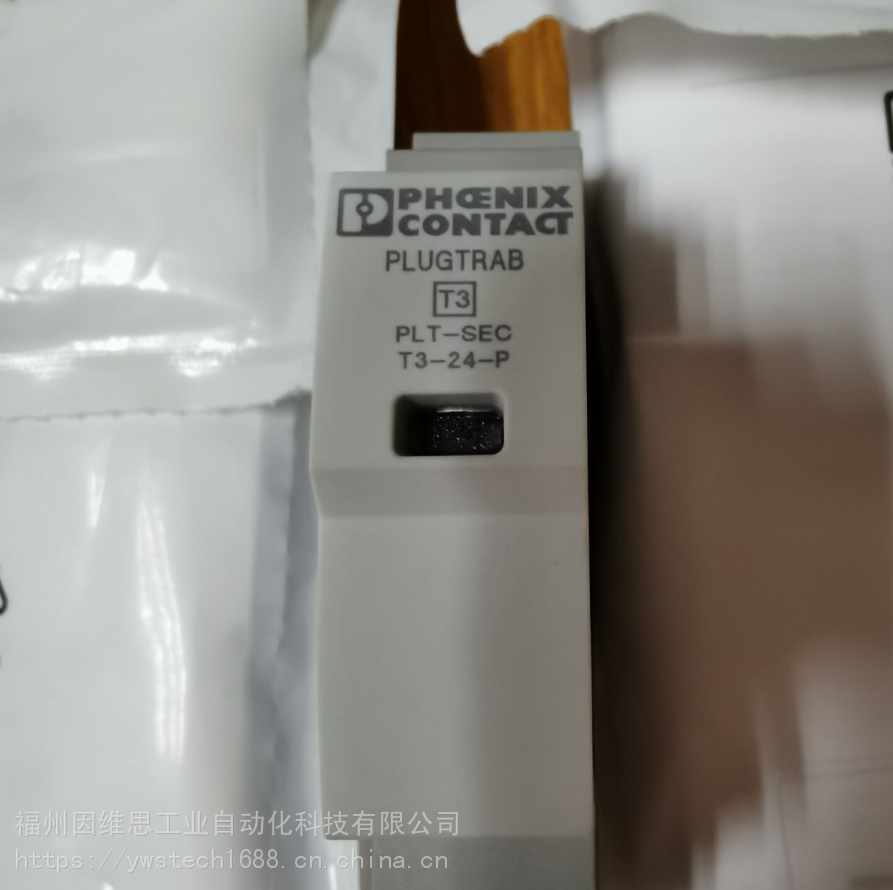 PHŒNIX
CONTACT
PLUGTRAB
T3
PLT-SEC
T3-24-P
福州因维思工业自动化科技有限公司
https://ywstech1688.cn.china.cn